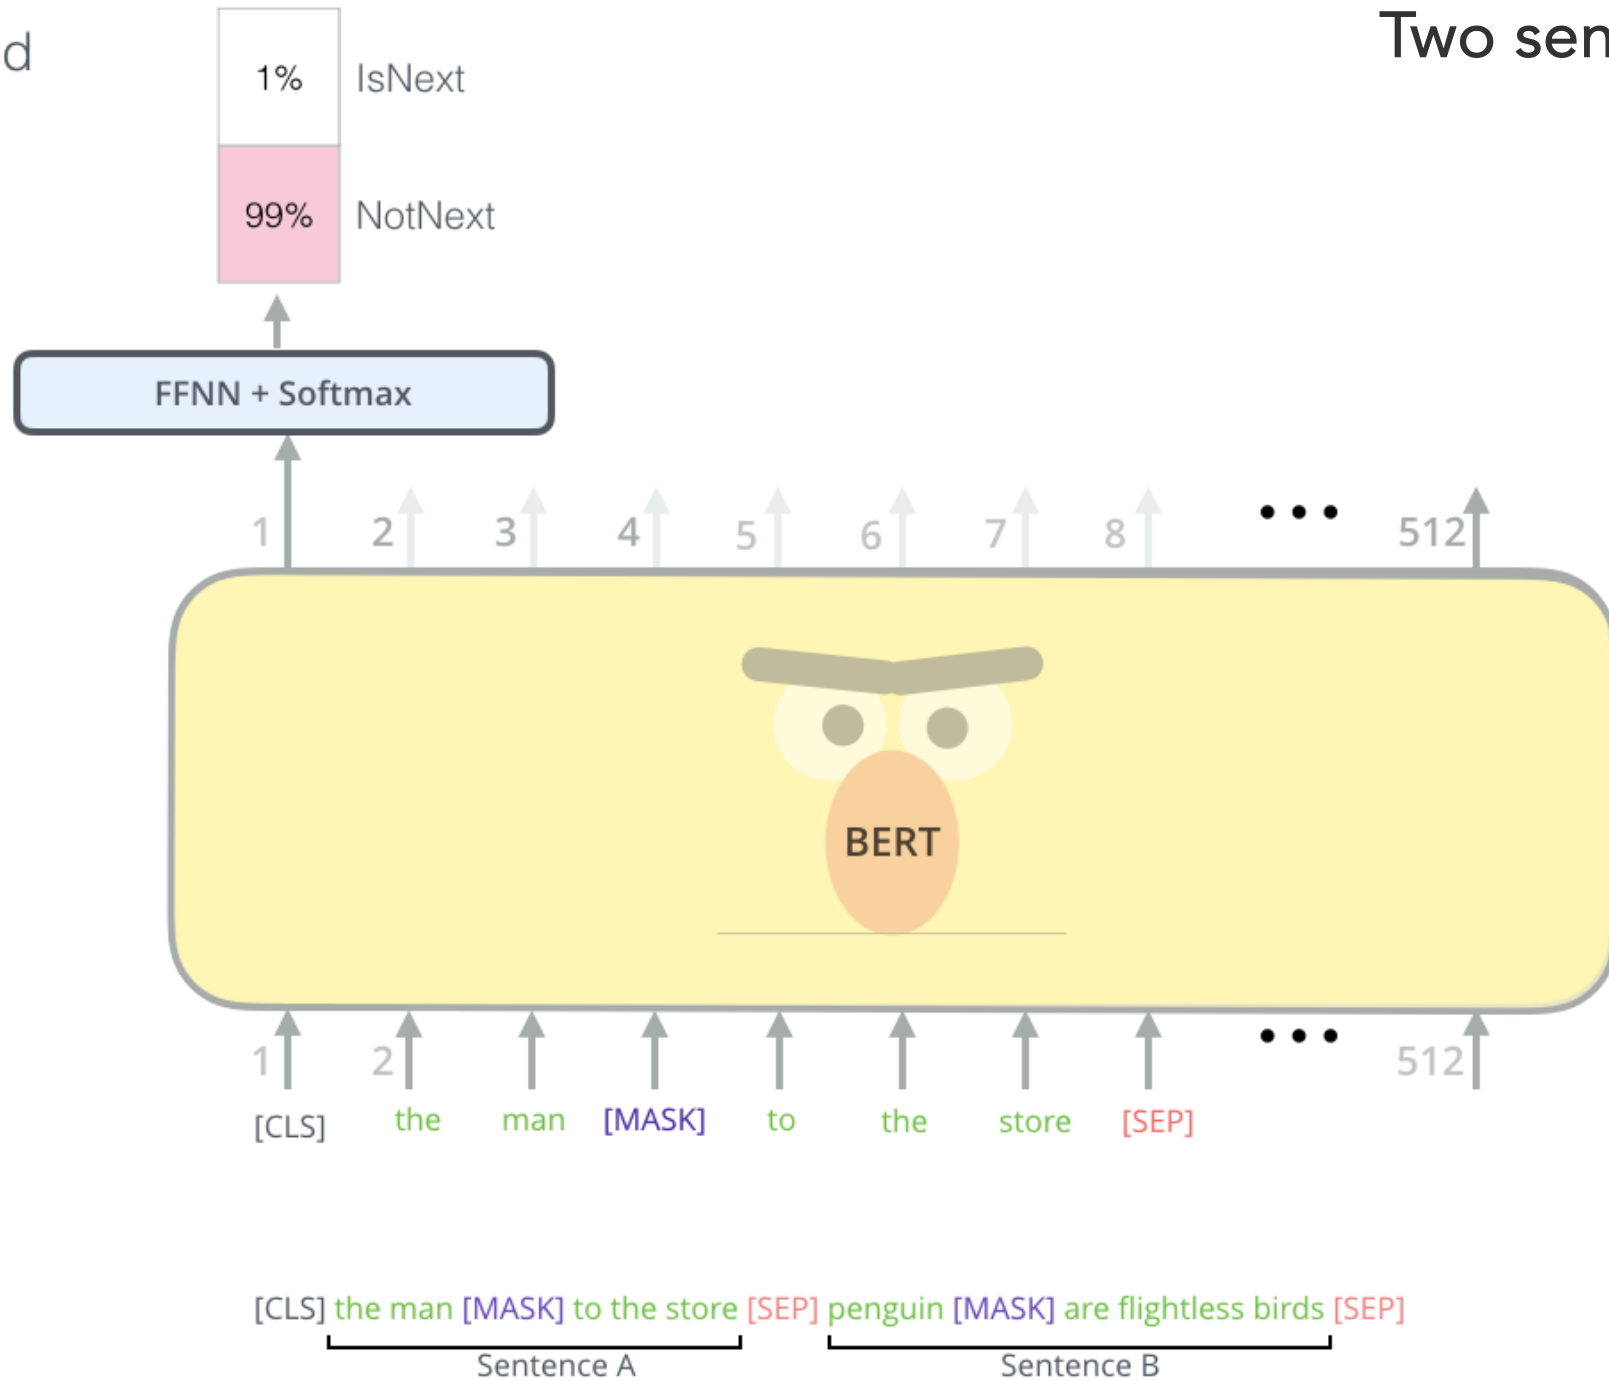 d
Two sen
1% IsNext
99% NotNext
FFNN + Softmax
1 2 3 4 5 6 7 8 ••• 512
BERT
1 2 ••• 512
[CLS] the man [MASK] to the store [SEP]
[CLS] the man [MASK] to the store [SEP] penguin [MASK] are flightless birds [SEP]
Sentence A Sentence B